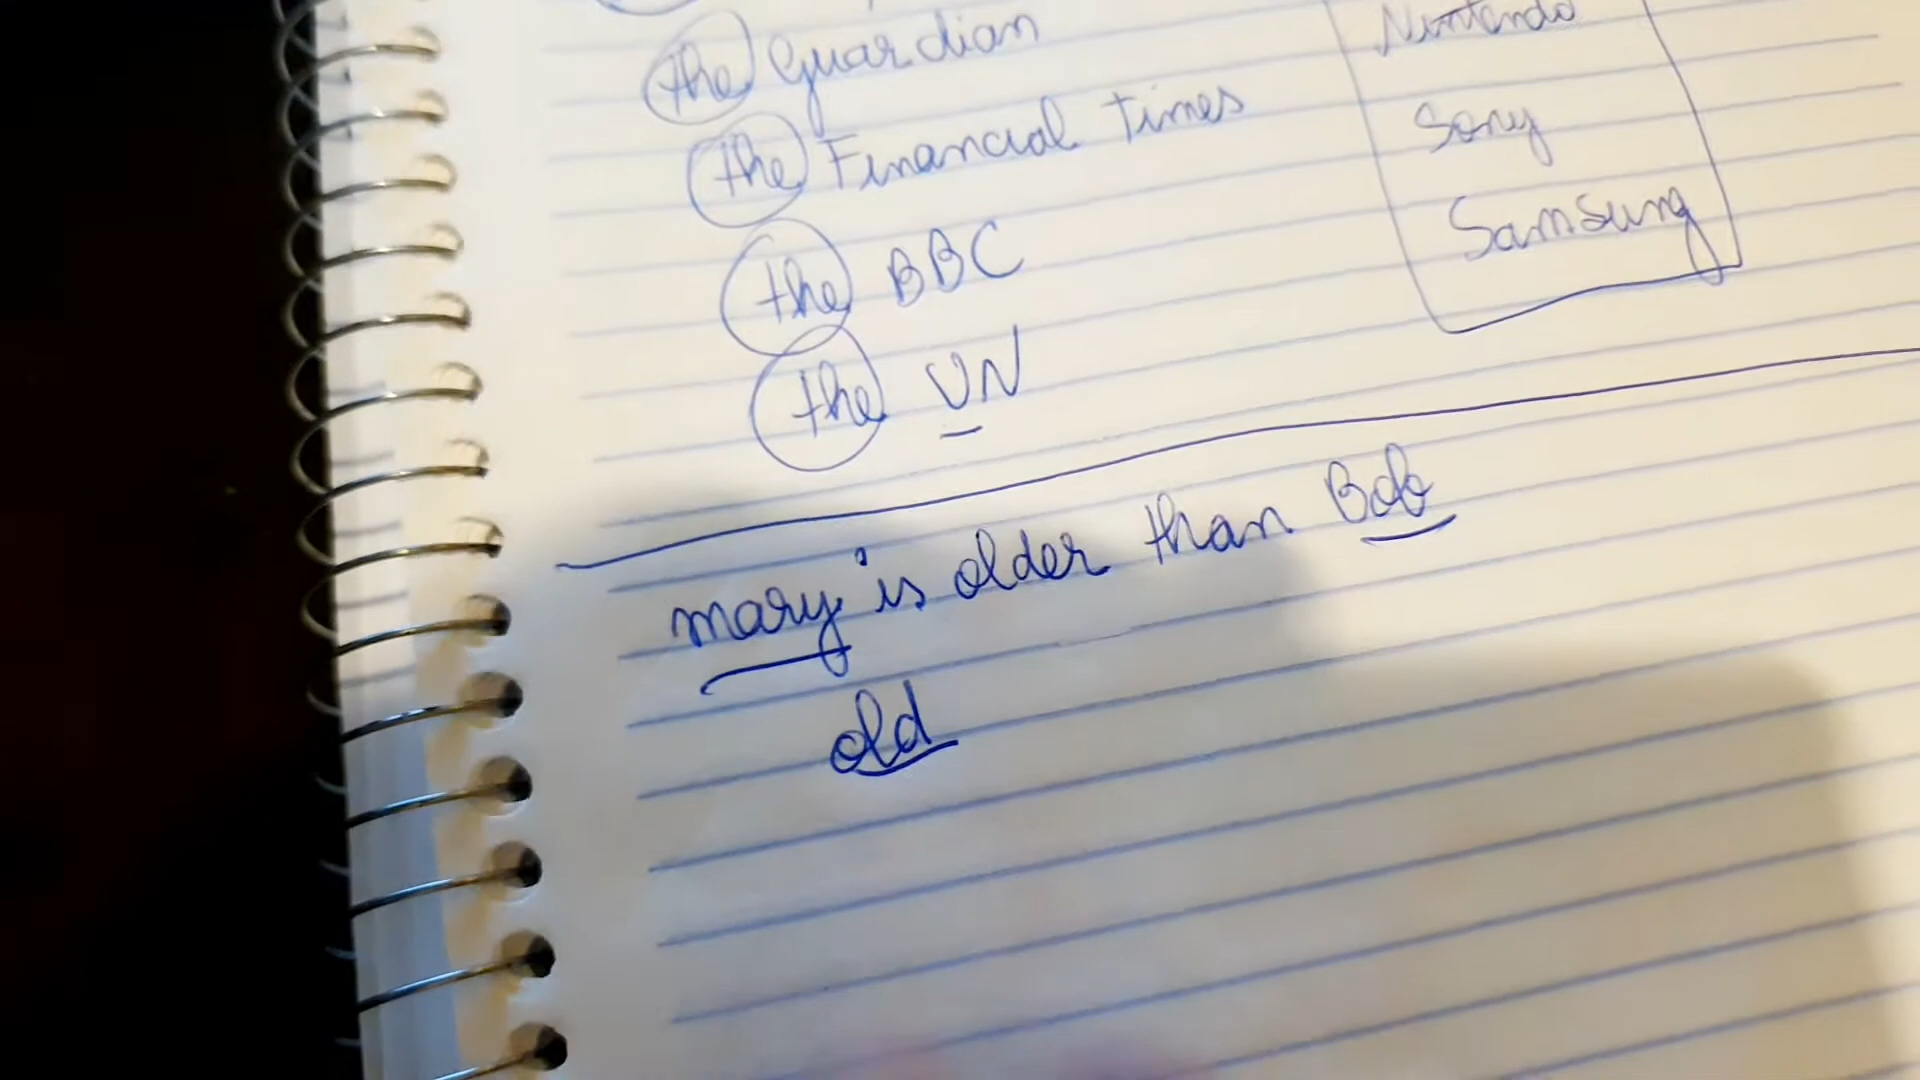 the Guardian
the Financial Times
the BBC
the UN
Nintendo
Sony
Samsung
mary is older than Bob
old